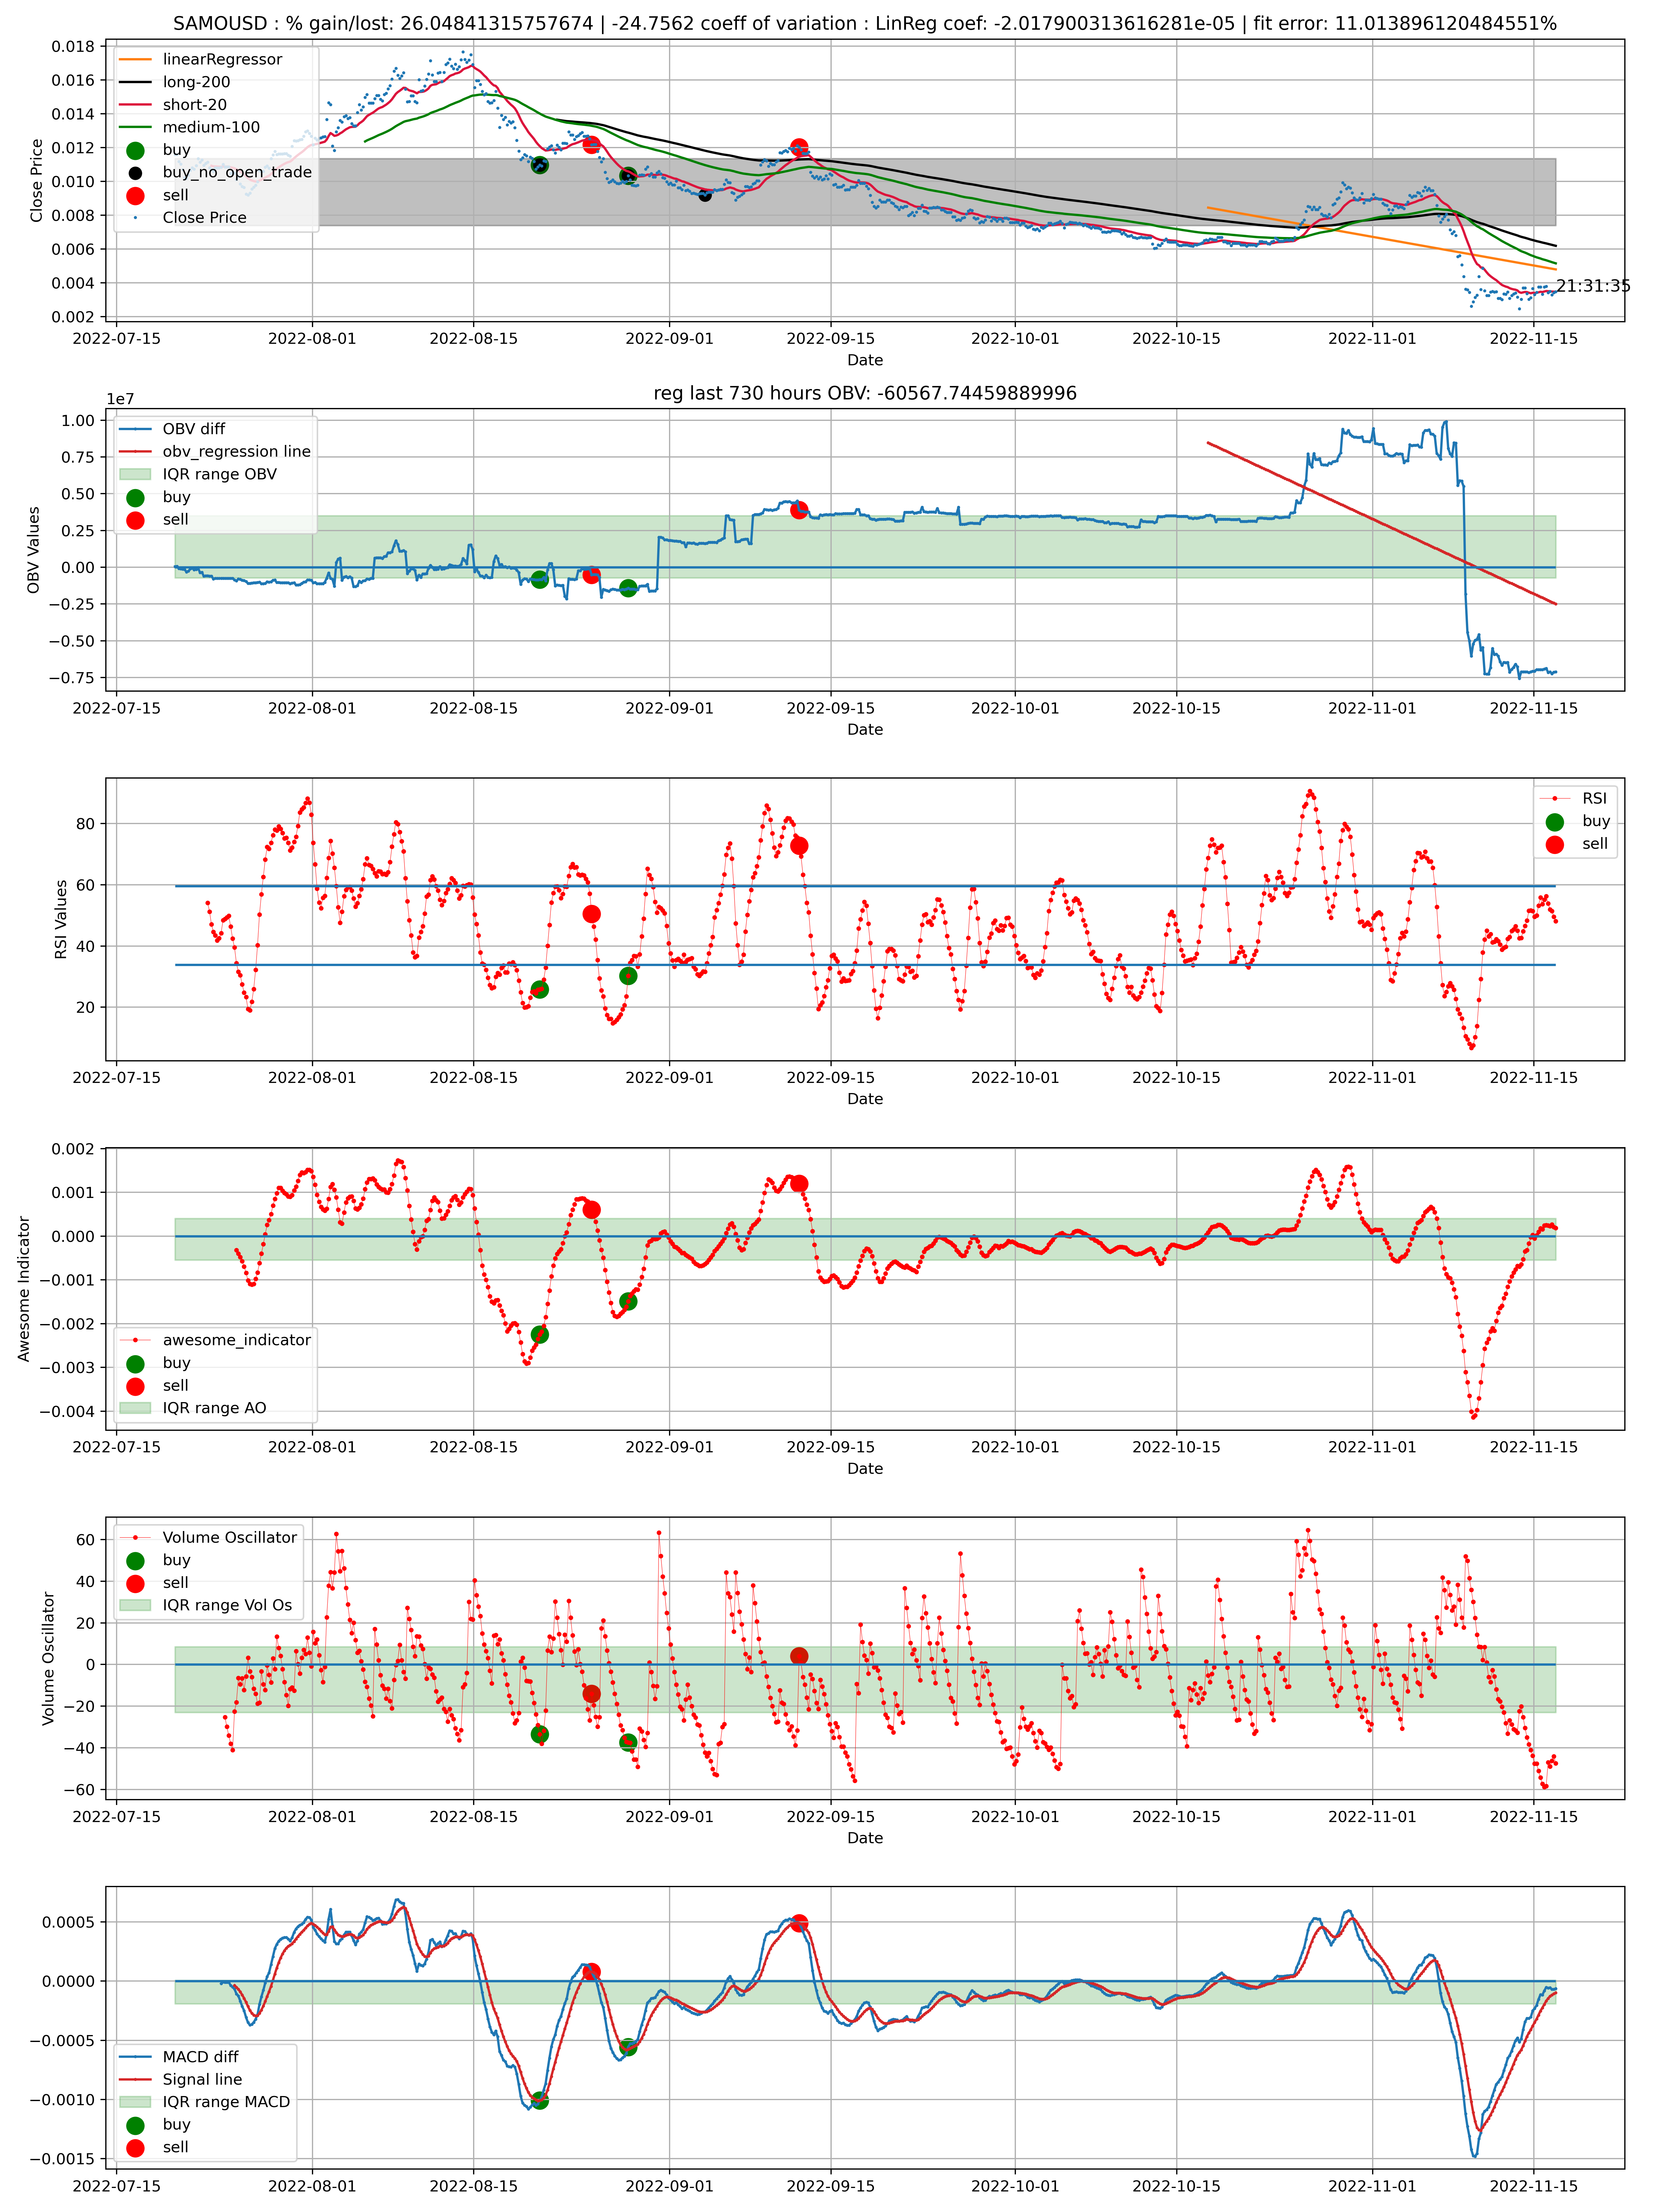 SAMOUSD : % gain/lost: 26.04841315757674 | -24.7562 coeff of variation : LinReg coef: -2.017900313616281e-05 | fit error: 11.013896120484551%
Close Price
0.018
0.016
0.014
0.012
0.010
0.008
0.006
0.004
0.002
linearRegressor
long-200
short-20
medium-100
buy
buy_no_open_trade
sell
Close Price
21:31:35
2022-07-15 2022-08-01 2022-08-15 2022-09-01 2022-09-15 2022-10-01 2022-10-15 2022-11-01 2022-11-15
Date
reg last 730 hours OBV: -60567.74459889996
1e7
OBV Values
1.00
0.75
0.50
0.25
0.00
−0.25
−0.50
−0.75
OBV diff
obv_regression line
IQR range OBV
buy
sell
2022-07-15 2022-08-01 2022-08-15 2022-09-01 2022-09-15 2022-10-01 2022-10-15 2022-11-01 2022-11-15
Date
RSI Values
80
60
40
20
RSI
buy
sell
2022-07-15 2022-08-01 2022-08-15 2022-09-01 2022-09-15 2022-10-01 2022-10-15 2022-11-01 2022-11-15
Date
Awesome Indicator
0.002
0.001
0.000
−0.001
−0.002
−0.003
−0.004
awesome_indicator
buy
sell
IQR range AO
2022-07-15 2022-08-01 2022-08-15 2022-09-01 2022-09-15 2022-10-01 2022-10-15 2022-11-01 2022-11-15
Date
Volume Oscillator
60
40
20
0
−20
−40
−60
Volume Oscillator
buy
sell
IQR range Vol Os
2022-07-15 2022-08-01 2022-08-15 2022-09-01 2022-09-15 2022-10-01 2022-10-15 2022-11-01 2022-11-15
Date
0.0005
0.0000
−0.0005
−0.0010
−0.0015
MACD diff
Signal line
IQR range MACD
buy
sell
2022-07-15 2022-08-01 2022-08-15 2022-09-01 2022-09-15 2022-10-01 2022-10-15 2022-11-01 2022-11-15